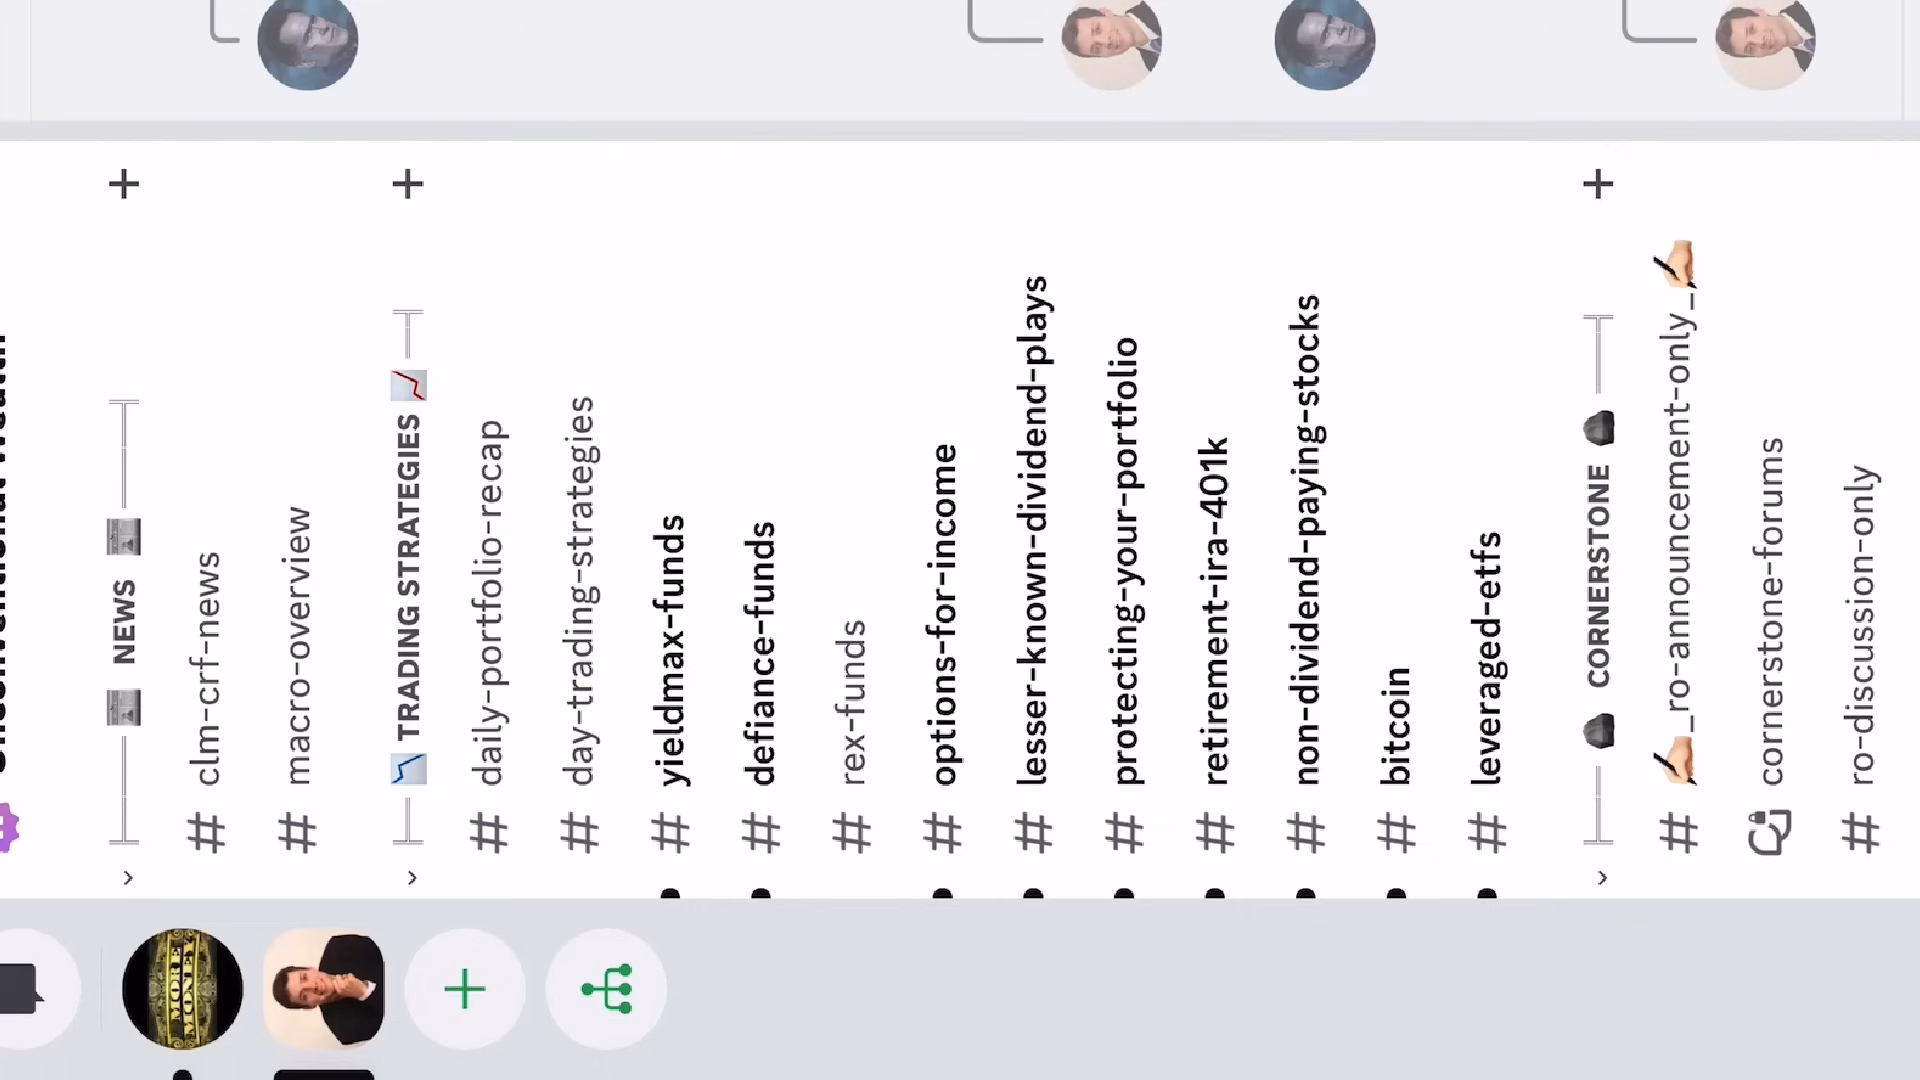 NEWS
clm-crf-news
macro-overview
TRADING STRATEGIES
daily-portfolio-recap
day-trading-strategies
yieldmax-funds
defiance-funds
rex-funds
options-for-income
lesser-known-dividend-plays
protecting-your-portfolio
retirement-ira-401k
non-dividend-paying-stocks
bitcoin
leveraged-etfs
CORNERSTONE
_ro-announcement-only_
cornerstone-forums
ro-discussion-only
MORE
MONEY